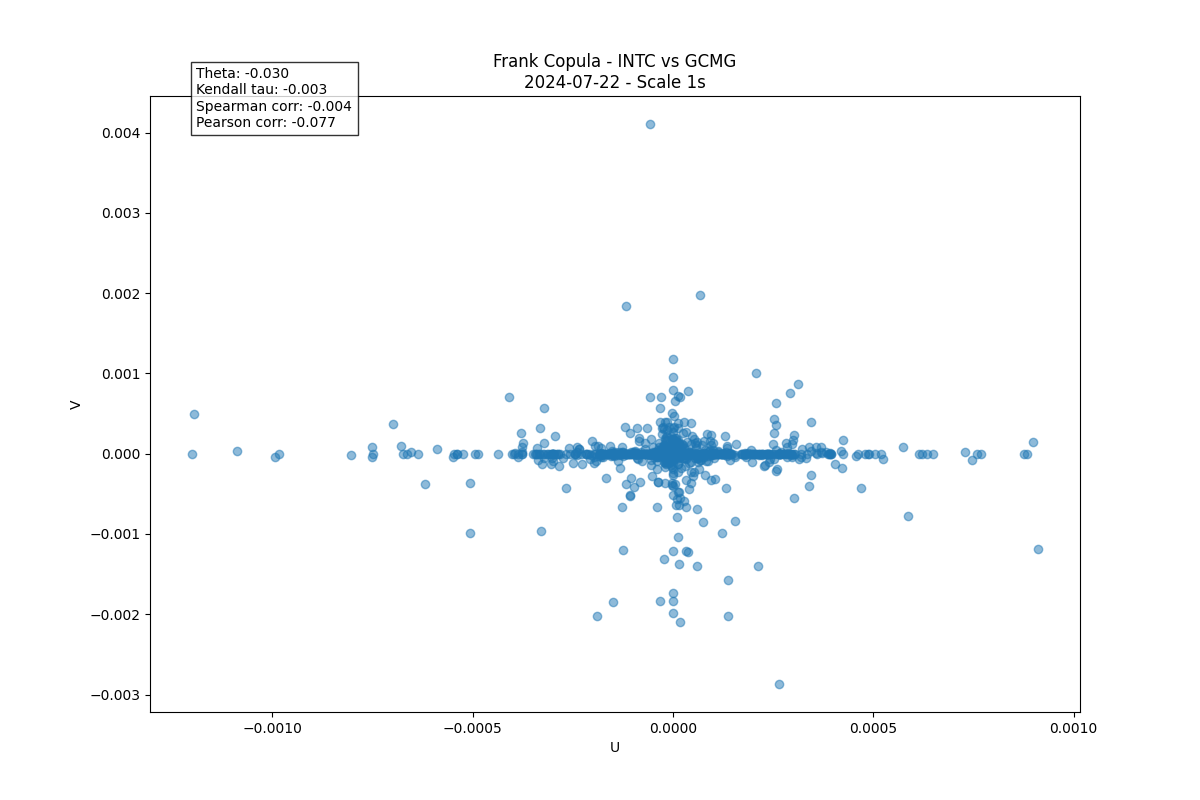 Frank Copula - INTC vs GCMG
2024-07-22 - Scale 1s
Theta: -0.030
Kendall tau: -0.003
Spearman corr: -0.004
Pearson corr: -0.077
0.004
0.003
0.002
0.001
0.000
−0.001
−0.002
−0.003
V
−0.0010
−0.0005
0.0000
0.0005
0.0010
U